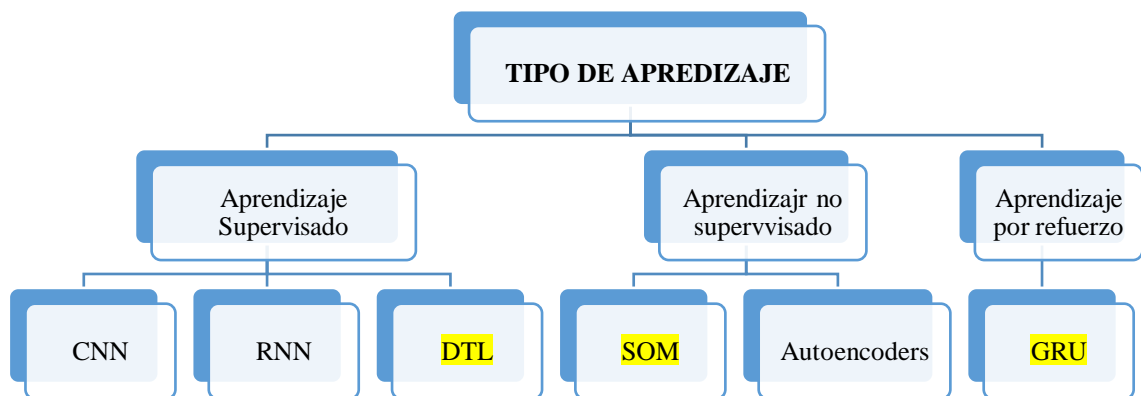 TIPO DE APREDIZAJE
Aprendizaje
Supervisado
Aprendizajr no
supervvisado
Aprendizaje
por refuerzo
CNN
RNN
DTL
SOM
Autoencoders
GRU